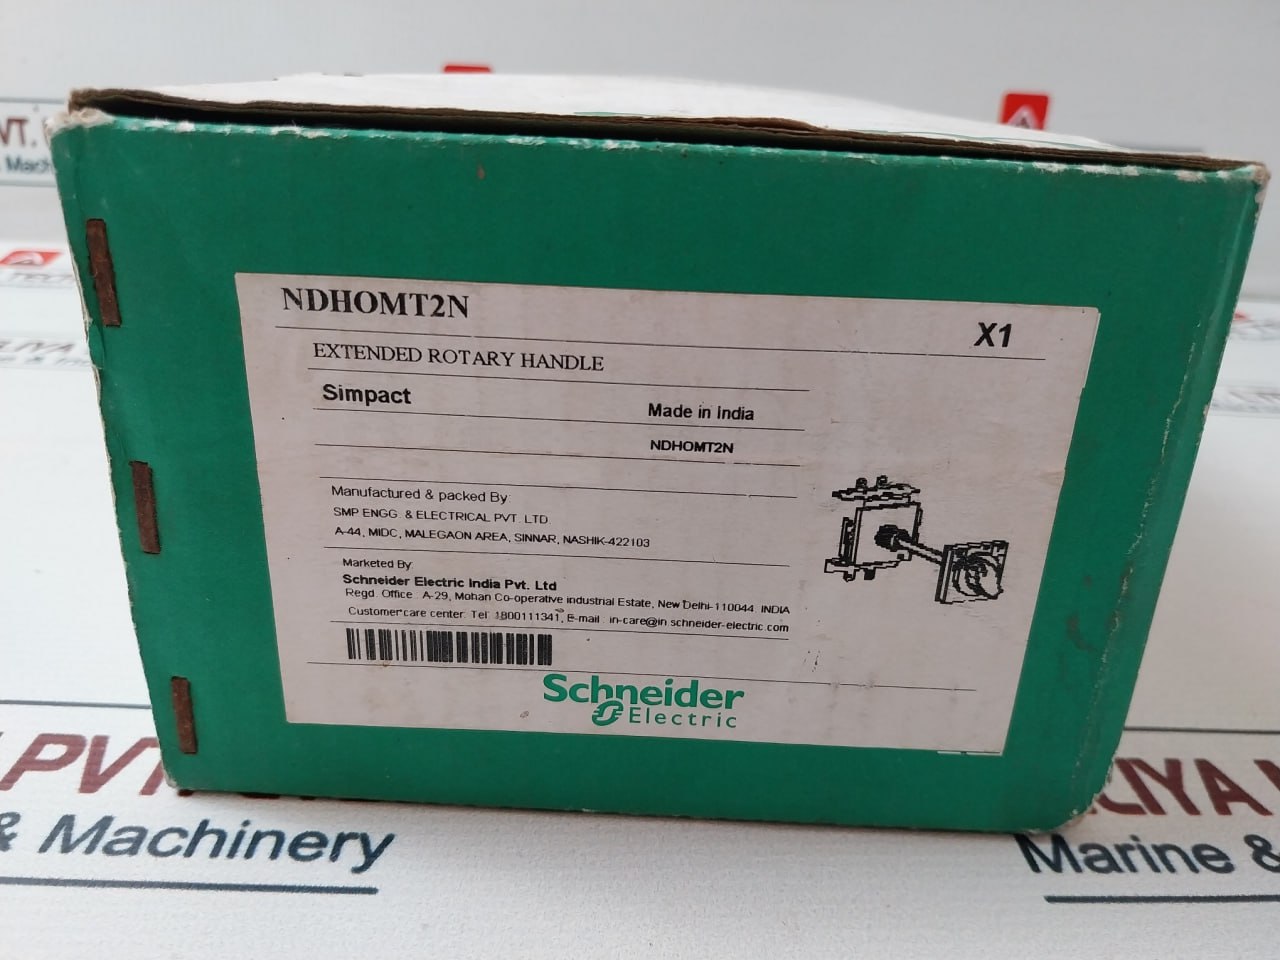 NDHOMT2N
X1
EXTENDED ROTARY HANDLE
Simpact
Made in India
NDHOMT2N
Manufactured & packed By:
SMP ENGG. & ELECTRICAL PVT. LTD
A-44, MIDC, MALEGAON AREA, SINNAR, NASHIK-422103
Marketed By:
Schneider Electric India Pvt. Ltd
Regd. Office : A-29, Mohan Co-operative industrial Estate, New Delhi-110044. INDIA
Customer care center: Tel: 1800111341, E-mail : in-care@in.schneider-electric.com
Schneider
Electric
PVT
& Machinery
LIYA
Marine &